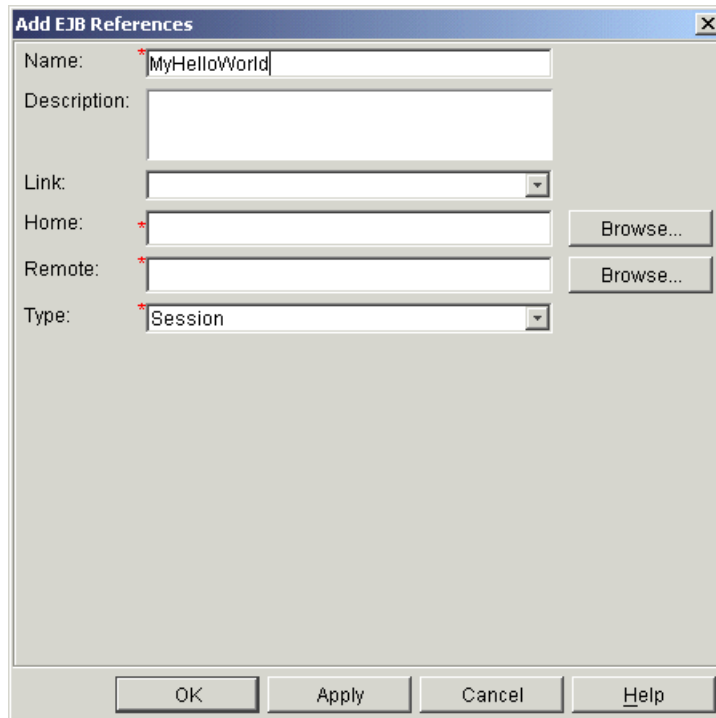 Add EJB References
Name: *MyHelloWorld
Description:
Link:
Home: * Browse...
Remote: * Browse...
Type: *Session
OK Apply Cancel Help